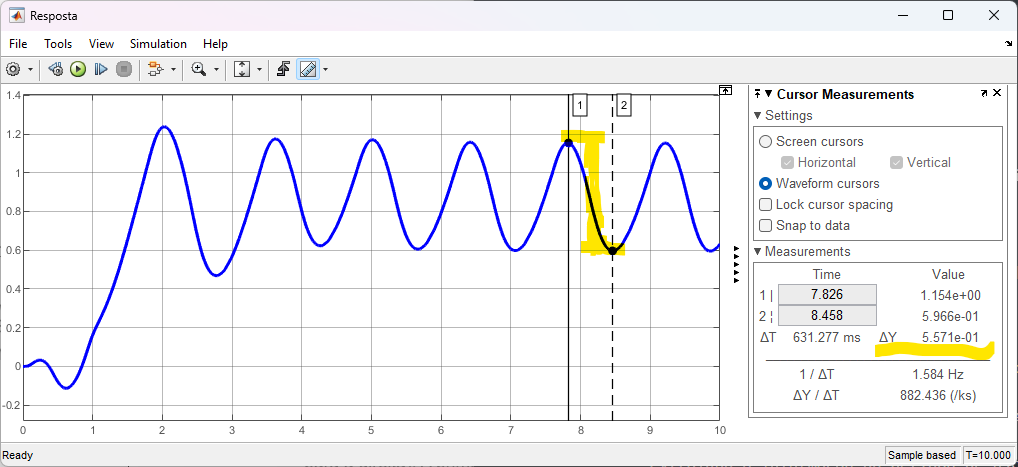 Resposta
File Tools View Simulation Help
1 2
1.4
1.2
1
0.8
0.6
0.4
0.2
0
-0.2
0 1 2 3 4 5 6 7 8 9 10
Cursor Measurements
Settings
Screen cursors
Horizontal Vertical
Waveform cursors
Lock cursor spacing
Snap to data
Measurements
Time Value
1 | 7.826 1.154e+00
2 ¦ 8.458 5.966e-01
ΔT 631.277 ms ΔY 5.571e-01
1 / ΔT 1.584 Hz
ΔY / ΔT 882.436 (/ks)
Ready Sample based T=10.000